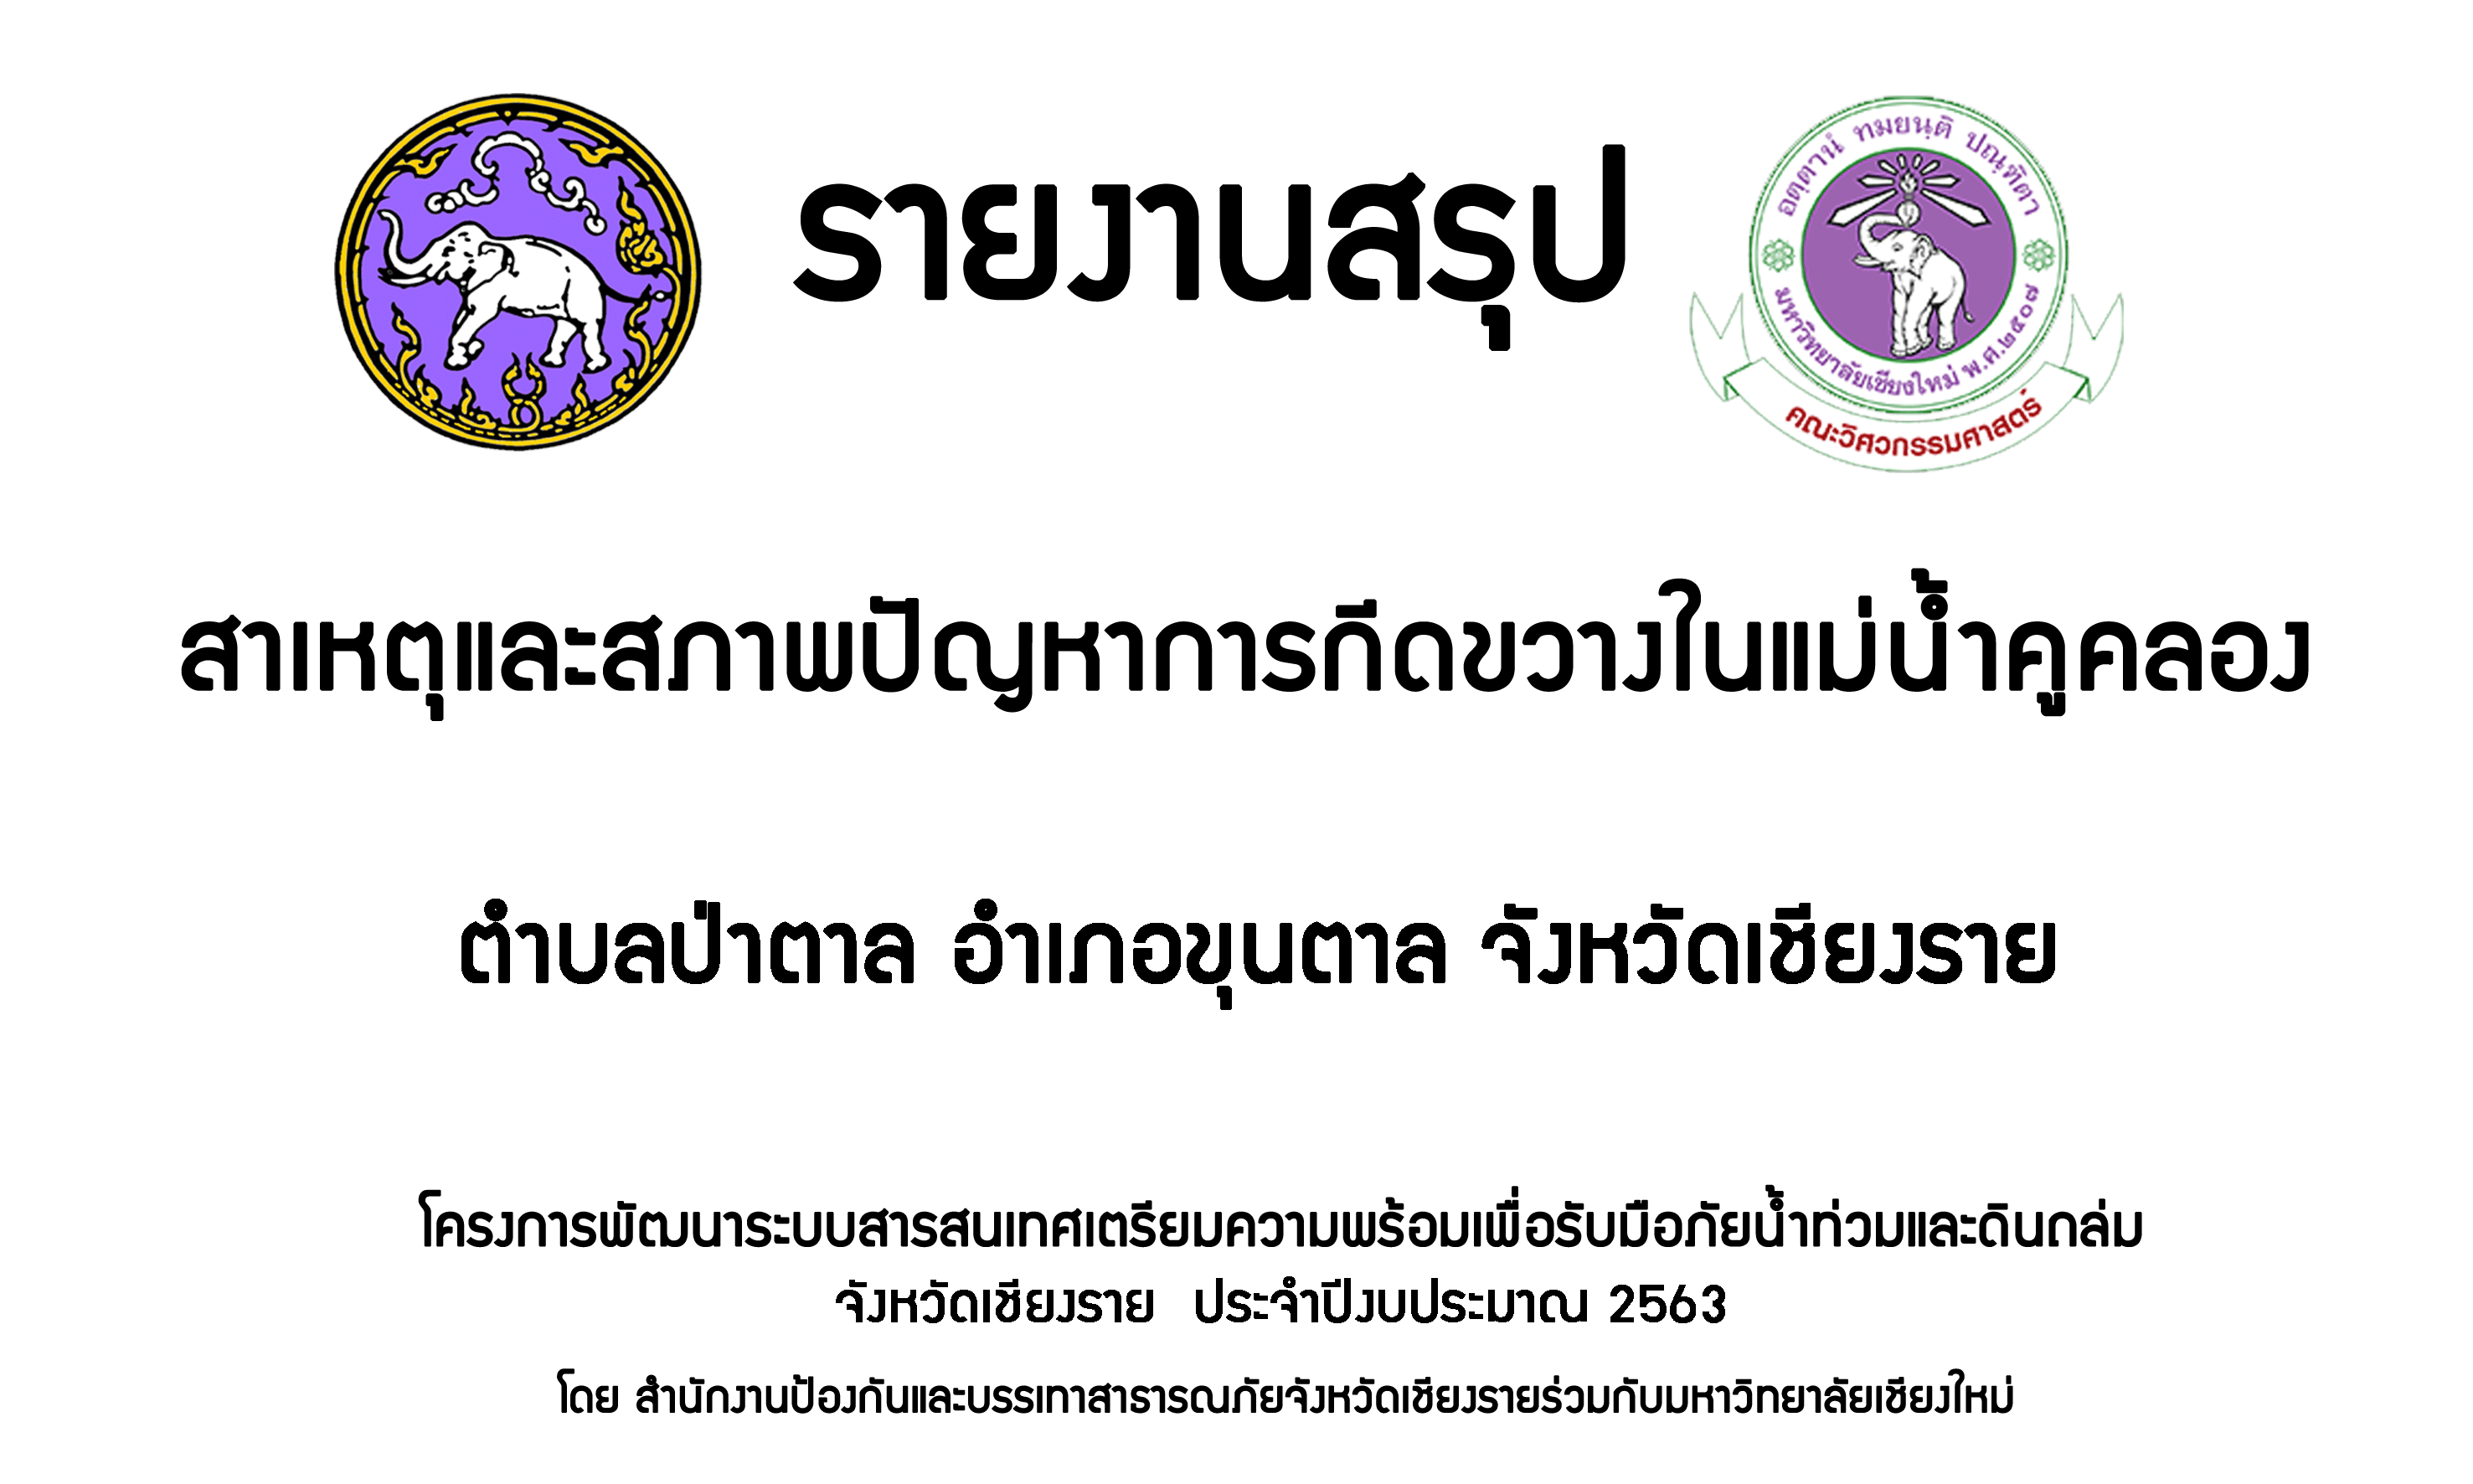 รายงานสรุป
อตฺตานํ ทมยนฺติ ปณฺฑิตา
มหาวิทยาลัยเชียงใหม่ พ.ศ.๒๕๐๗
คณะวิศวกรรมศาสตร์
สาเหตุและสภาพปัญหาการกีดขวางในแม่น้ำคูคลอง
ตำบลป่าตาล อำเภอขุนตาล จังหวัดเชียงราย
โครงการพัฒนาระบบสารสนเทศเตรียมความพร้อมเพื่อรับมือภัยน้ำท่วมและดินถล่ม
จังหวัดเชียงราย ประจำปีงบประมาณ 2563
โดย สำนักงานป้องกันและบรรเทาสาธารณภัยจังหวัดเชียงรายร่วมกับมหาวิทยาลัยเชียงใหม่